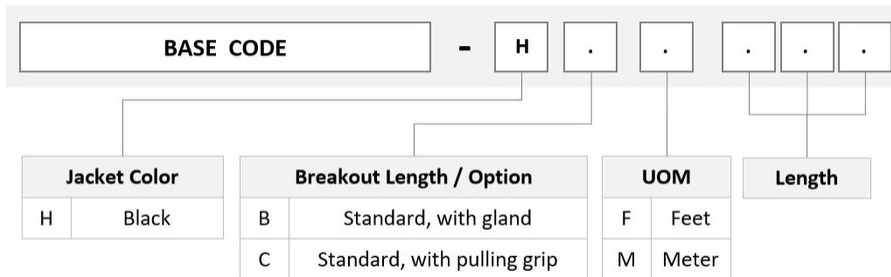 BASE CODE - H . . . . .
Jacket Color Breakout Length / Option UOM Length
H Black B Standard, with gland F Feet
C Standard, with pulling grip M Meter